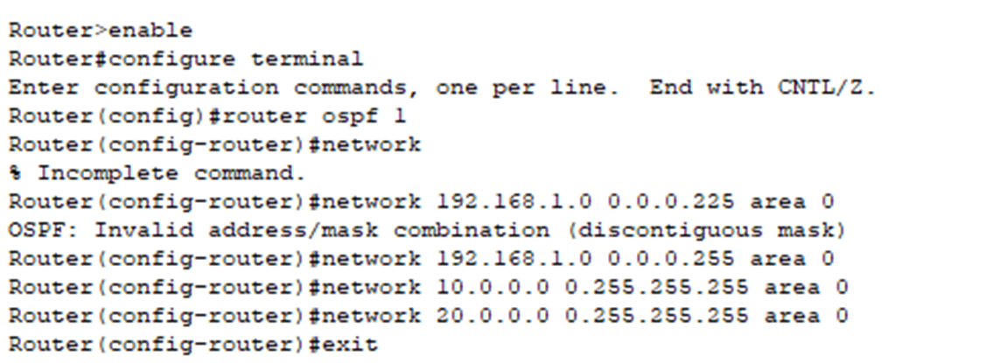 Router>enable
Router#configure terminal
Enter configuration commands, one per line.  End with CNTL/Z.
Router(config)#router ospf 1
Router(config-router)#network
% Incomplete command.
Router(config-router)#network 192.168.1.0 0.0.0.225 area 0
OSPF: Invalid address/mask combination (discontiguous mask)
Router(config-router)#network 192.168.1.0 0.0.0.255 area 0
Router(config-router)#network 10.0.0.0 0.255.255.255 area 0
Router(config-router)#network 20.0.0.0 0.255.255.255 area 0
Router(config-router)#exit